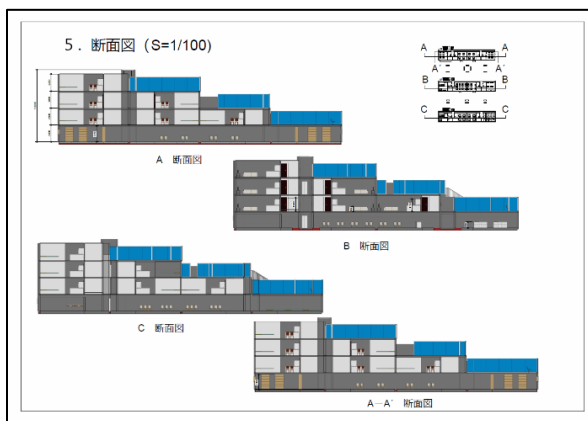 5．断面図（S=1/100）
A A
A' A'
B B
C C
A 断面図
B 断面図
C 断面図
A－A' 断面図